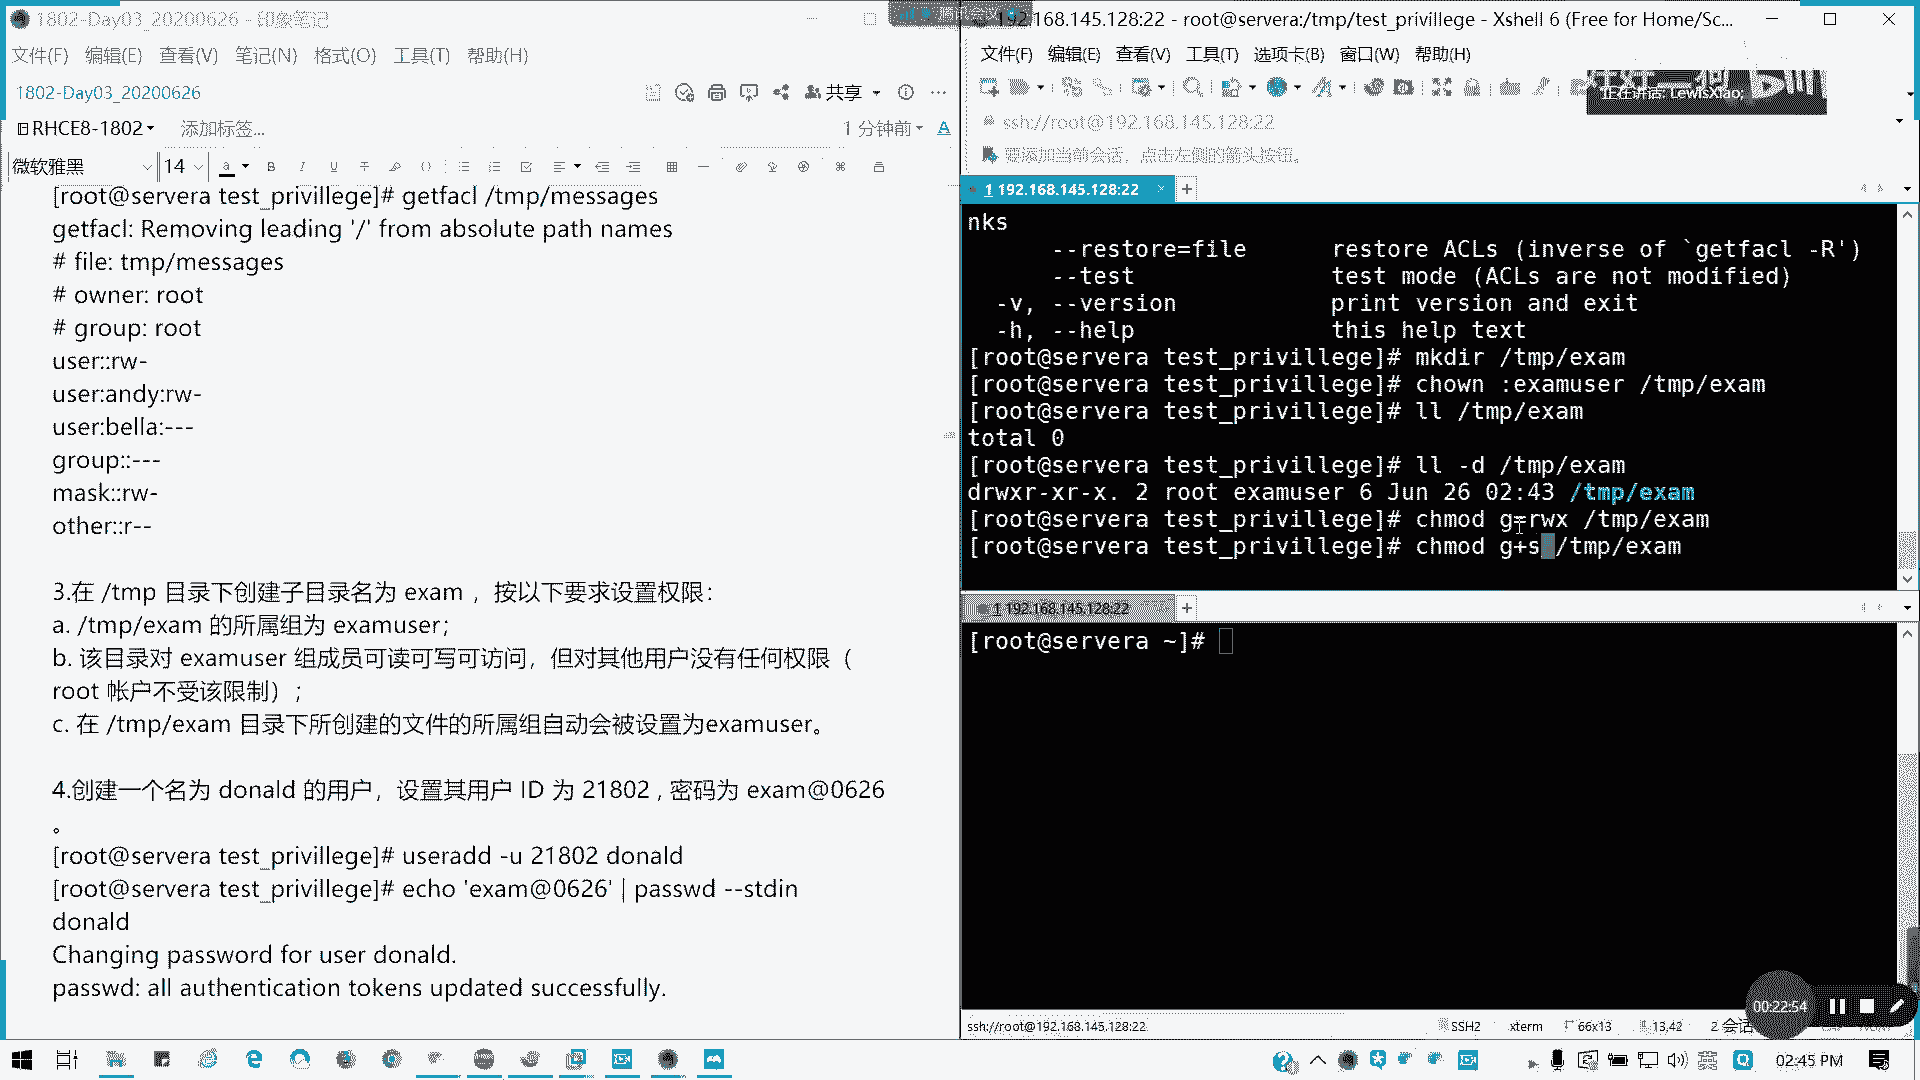 1802-Day03_20200626 - 印象笔记
文件(F) 编辑(E) 查看(V) 笔记(N) 格式(O) 工具(T) 帮助(H)
1802-Day03_20200626
共享
RHCE8-1802 添加标签...
1 分钟前
微软雅黑 14
[root@servera test_privillege]# getfacl /tmp/messages
getfacl: Removing leading '/' from absolute path names
# file: tmp/messages
# owner: root
# group: root
user::rw-
user:andy:rw-
user:bella:---
group::---
mask::rw-
other::r--
3.在 /tmp 目录下创建子目录名为 exam ，按以下要求设置权限：
a. /tmp/exam 的所属组为 examuser；
b. 该目录对 examuser 组成员可读可写可访问，但对其他用户没有任何权限（
root 帐户不受该限制）；
c. 在 /tmp/exam 目录下所创建的文件的所属组自动会被设置为examuser。
4.创建一个名为 donald 的用户，设置其用户 ID 为 21802 , 密码为 exam@0626
。
[root@servera test_privillege]# useradd -u 21802 donald
[root@servera test_privillege]# echo 'exam@0626' | passwd --stdin
donald
Changing password for user donald.
passwd: all authentication tokens updated successfully.
192.168.145.128:22 - root@servera:/tmp/test_privillege - Xshell 6 (Free for Home/Sc...
文件(F) 编辑(E) 查看(V) 工具(T) 选项卡(B) 窗口(W) 帮助(H)
正在讲话: LewisXiao;
ssh://root@192.168.145.128:22
要添加当前会话，点击左侧的箭头按钮。
1 192.168.145.128:22
nks
--restore=file restore ACLs (inverse of `getfacl -R')
--test test mode (ACLs are not modified)
-v, --version print version and exit
-h, --help this help text
[root@servera test_privillege]# mkdir /tmp/exam
[root@servera test_privillege]# chown :examuser /tmp/exam
[root@servera test_privillege]# ll /tmp/exam
total 0
[root@servera test_privillege]# ll -d /tmp/exam
drwxr-xr-x. 2 root examuser 6 Jun 26 02:43 /tmp/exam
[root@servera test_privillege]# chmod g=rwx /tmp/exam
[root@servera test_privillege]# chmod g+s /tmp/exam
1 192.168.145.128:22
[root@servera ~]#
00:22:54
ssh://root@192.168.145.128:22 SSH2 xterm 66x13 13,42 2 会话
02:45 PM